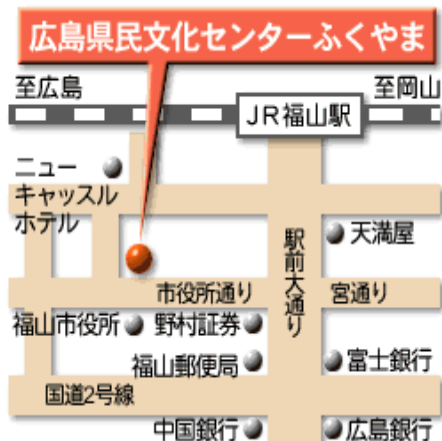 広島県民文化センターふくやま
至広島
至岡山
JR福山駅
ニュー
キャッスル
ホテル
天満屋
駅前大通り
市役所通り
宮通り
福山市役所
野村証券
福山郵便局
富士銀行
国道2号線
中国銀行
広島銀行